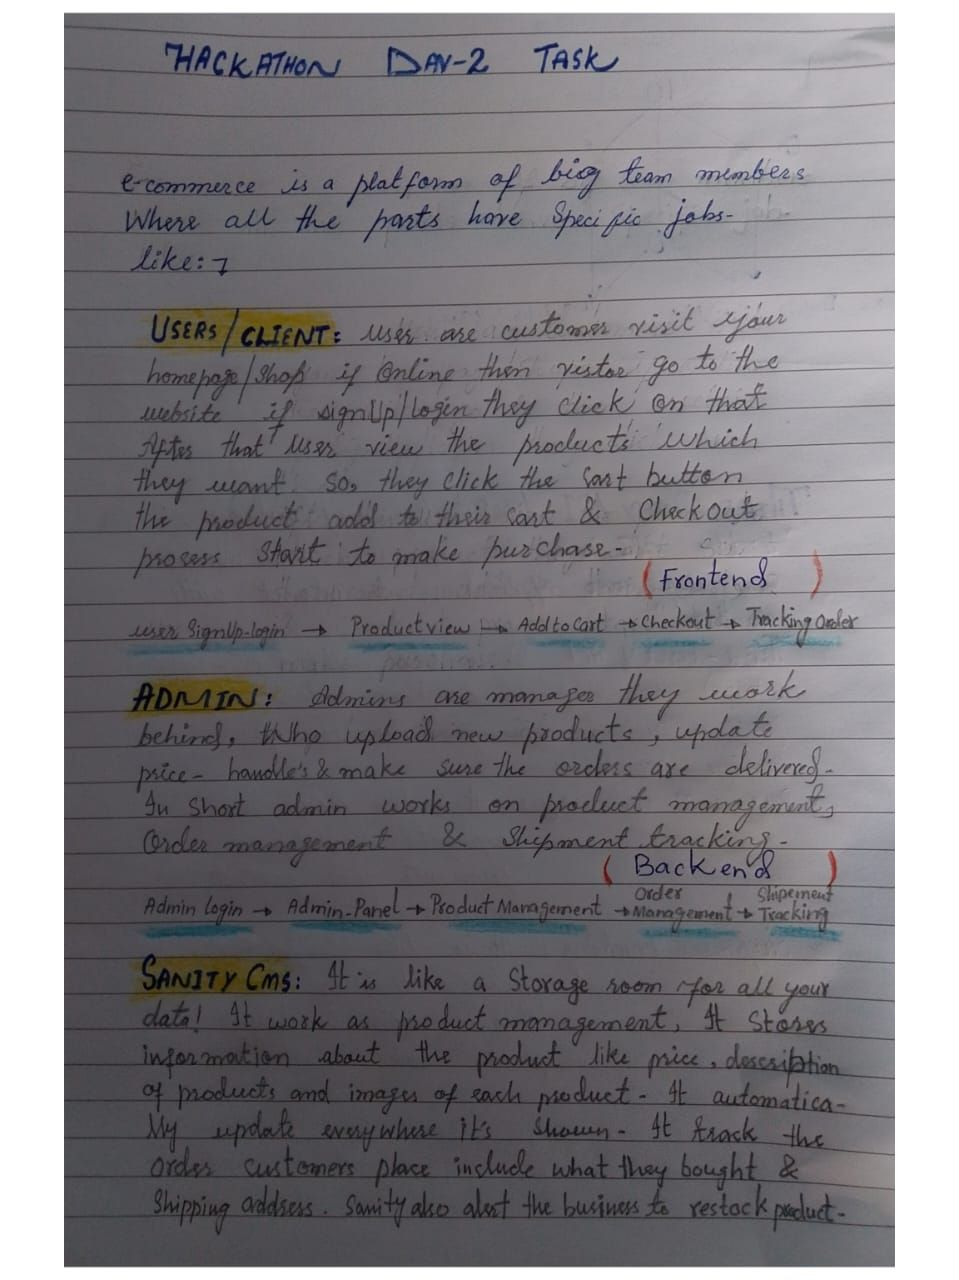 HACKATHON DAY-2 TASK
e-commerce is a platform of big team members
Where all the parts have Specific jobs-
like:
USERS/CLIENT: user are customer visit your
homepage/shop if Online then vistor go to the
website if signUp/login they click on that
After that user view the products which
they want. So, they click the Cart button
the product add to their cart & Checkout
prosess Start to make purchase-
(Frontend)
user SignUp-login → Product view → Add to Cart → Checkout → Tracking Order
ADMIN: Admins are manager they work
behind, Who upload new products, update
price- handle's & make sure the orders are delivered-
In Short admin works on product management,
Order management & Shipment tracking-
(Backend)
Admin Login → Admin-Panel → Product Management → Order Management → Shipement Tracking
SANITY CMS: It is like a Storage room for all your
data! It work as product management, It Stores
information about the product like price, description
of products and images of each product- It automatica-
lly update everywhere it's shown- It track the
order customers place include what they bought &
Shipping address. Sanity also alert the business to restock product-